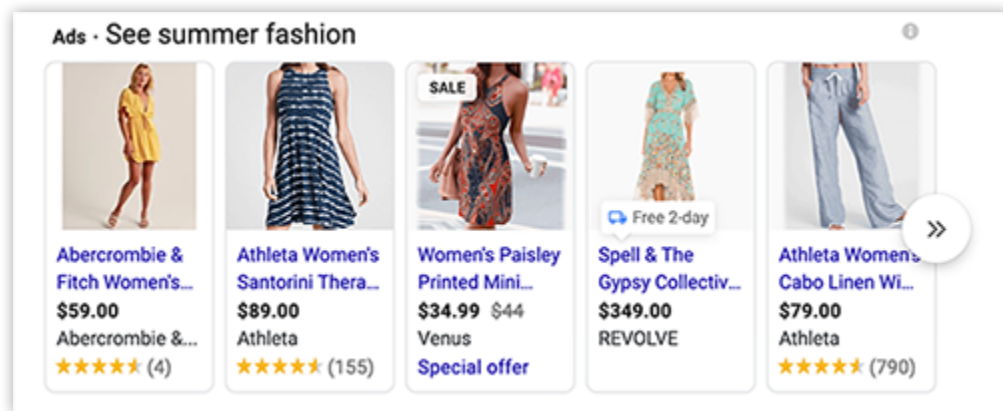 Ads · See summer fashion
SALE
Free 2-day
Abercrombie &
Fitch Women's...
$59.00
Abercrombie &...
(4)
Athleta Women's
Santorini Thera...
$89.00
Athleta
(155)
Women's Paisley
Printed Mini...
$34.99 $44
Venus
Special offer
Spell & The
Gypsy Collectiv...
$349.00
REVOLVE
Athleta Women's
Cabo Linen Wi...
$79.00
Athleta
(790)